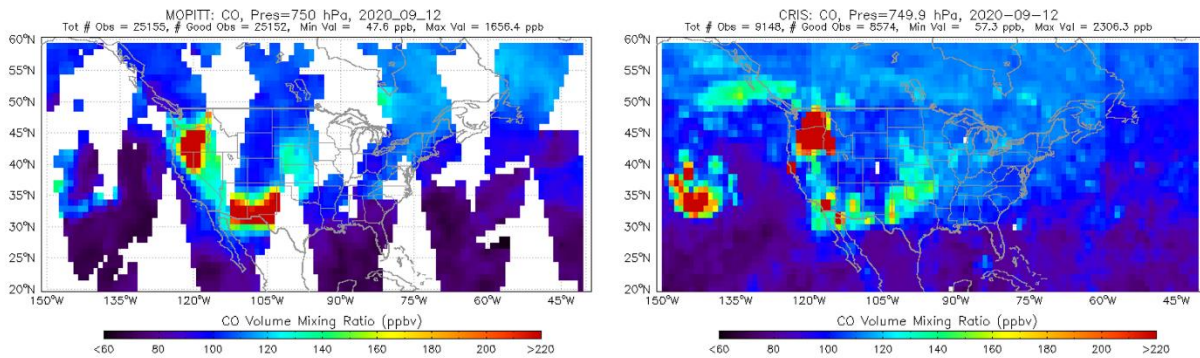 MOPITT: CO, Pres=750 hPa, 2020_09_12
Tot # Obs = 25155, # Good Obs = 25152, Min Val = 47.6 ppb, Max Val = 1656.4 ppb
60°N
55°N
50°N
45°N
40°N
35°N
30°N
25°N
20°N
150°W 135°W 120°W 105°W 90°W 75°W 60°W 45°W
CO Volume Mixing Ratio (ppbv)
<60 80 100 120 140 160 180 200 >220
CRIS: CO, Pres=749.9 hPa, 2020-09-12
Tot # Obs = 9148, # Good Obs = 8574, Min Val = 57.3 ppb, Max Val = 2306.3 ppb
60°N
55°N
50°N
45°N
40°N
35°N
30°N
25°N
20°N
150°W 135°W 120°W 105°W 90°W 75°W 60°W 45°W
CO Volume Mixing Ratio (ppbv)
<60 80 100 120 140 160 180 200 >220